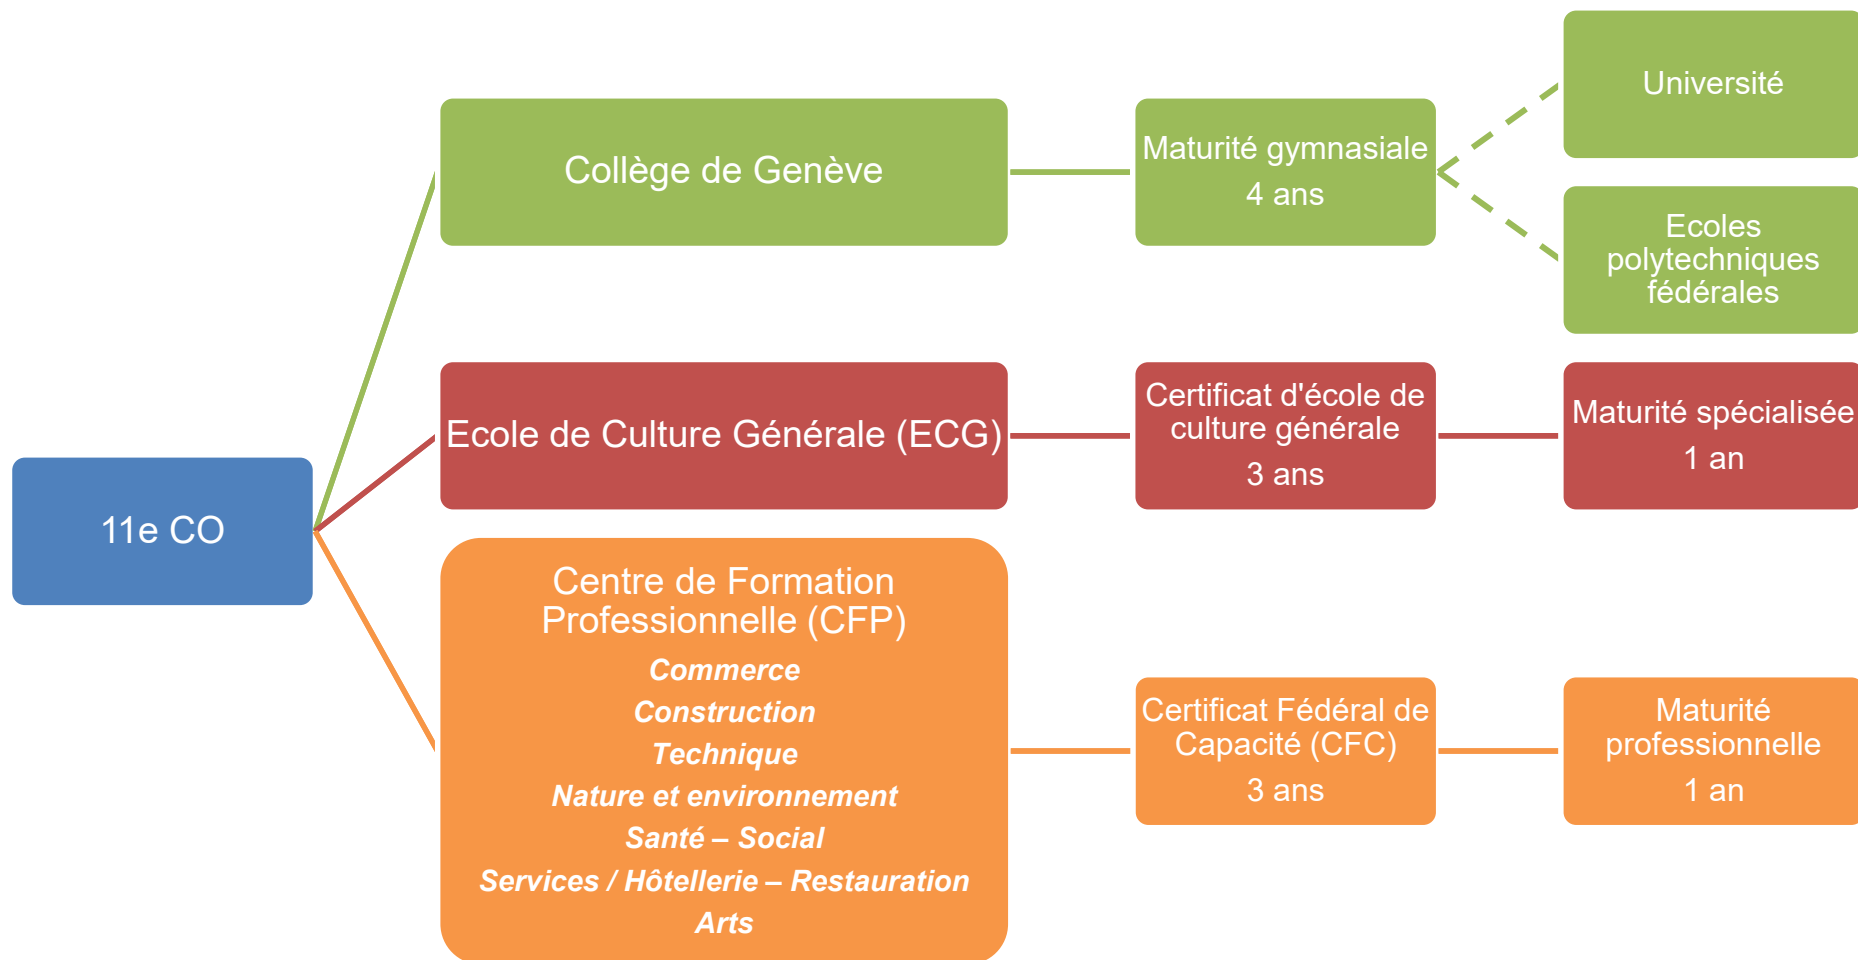 11e CO
Collège de Genève
Maturité gymnasiale
4 ans
Université
Ecoles
polytechniques
fédérales
Ecole de Culture Générale (ECG)
Certificat d'école de
culture générale
3 ans
Maturité spécialisée
1 an
Centre de Formation
Professionnelle (CFP)
Commerce
Construction
Technique
Nature et environnement
Santé – Social
Services / Hôtellerie – Restauration
Arts
Certificat Fédéral de
Capacité (CFC)
3 ans
Maturité
professionnelle
1 an